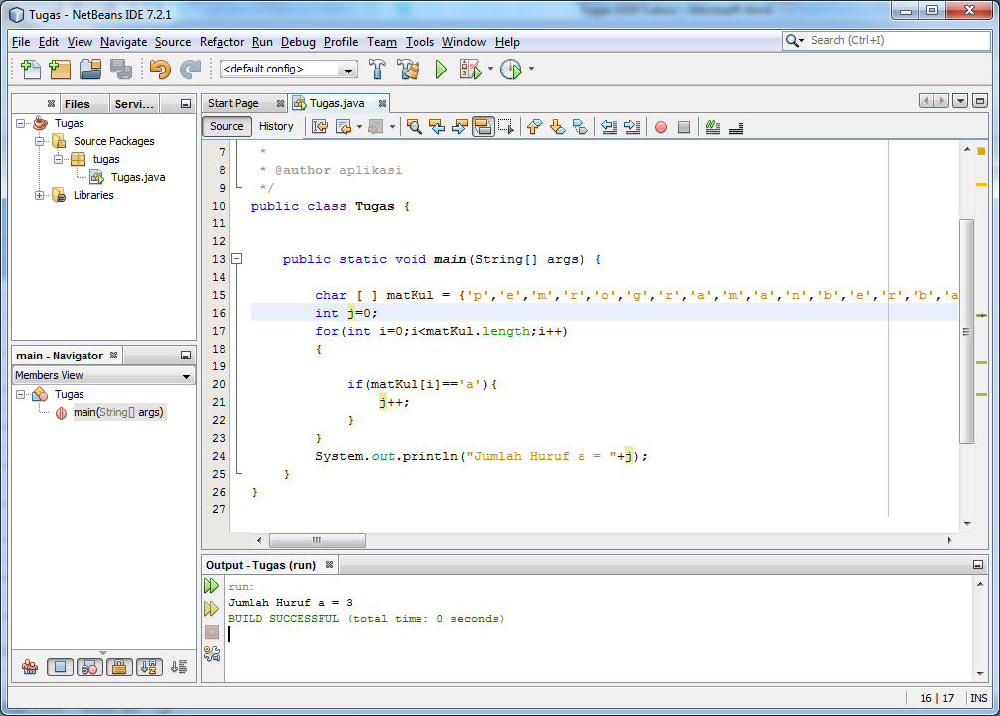 Tugas - NetBeans IDE 7.2.1
File Edit View Navigate Source Refactor Run Debug Profile Team Tools Window Help
Search (Ctrl+I)
<default config>
Files Servi...
Start Page Tugas.java
Source History
Tugas
Source Packages
tugas
Tugas.java
Libraries
7 *
8 * @author aplikasi
9 */
10 public class Tugas {
11
12
13 public static void main(String[] args) {
14
15 char [ ] matKul = {'p','e','m','r','o','g','r','a','m','a','n','b','e','r','b','a
16 int j=0;
17 for(int i=0;i<matKul.length;i++)
18 {
19
20 if(matKul[i]=='a'){
21 j++;
22 }
23 }
24 System.out.println("Jumlah Huruf a = "+j);
25 }
26 }
27
main - Navigator
Members View
Tugas
main(String[] args)
Output - Tugas (run)
run:
Jumlah Huruf a = 3
BUILD SUCCESSFUL (total time: 0 seconds)
16 | 17 INS